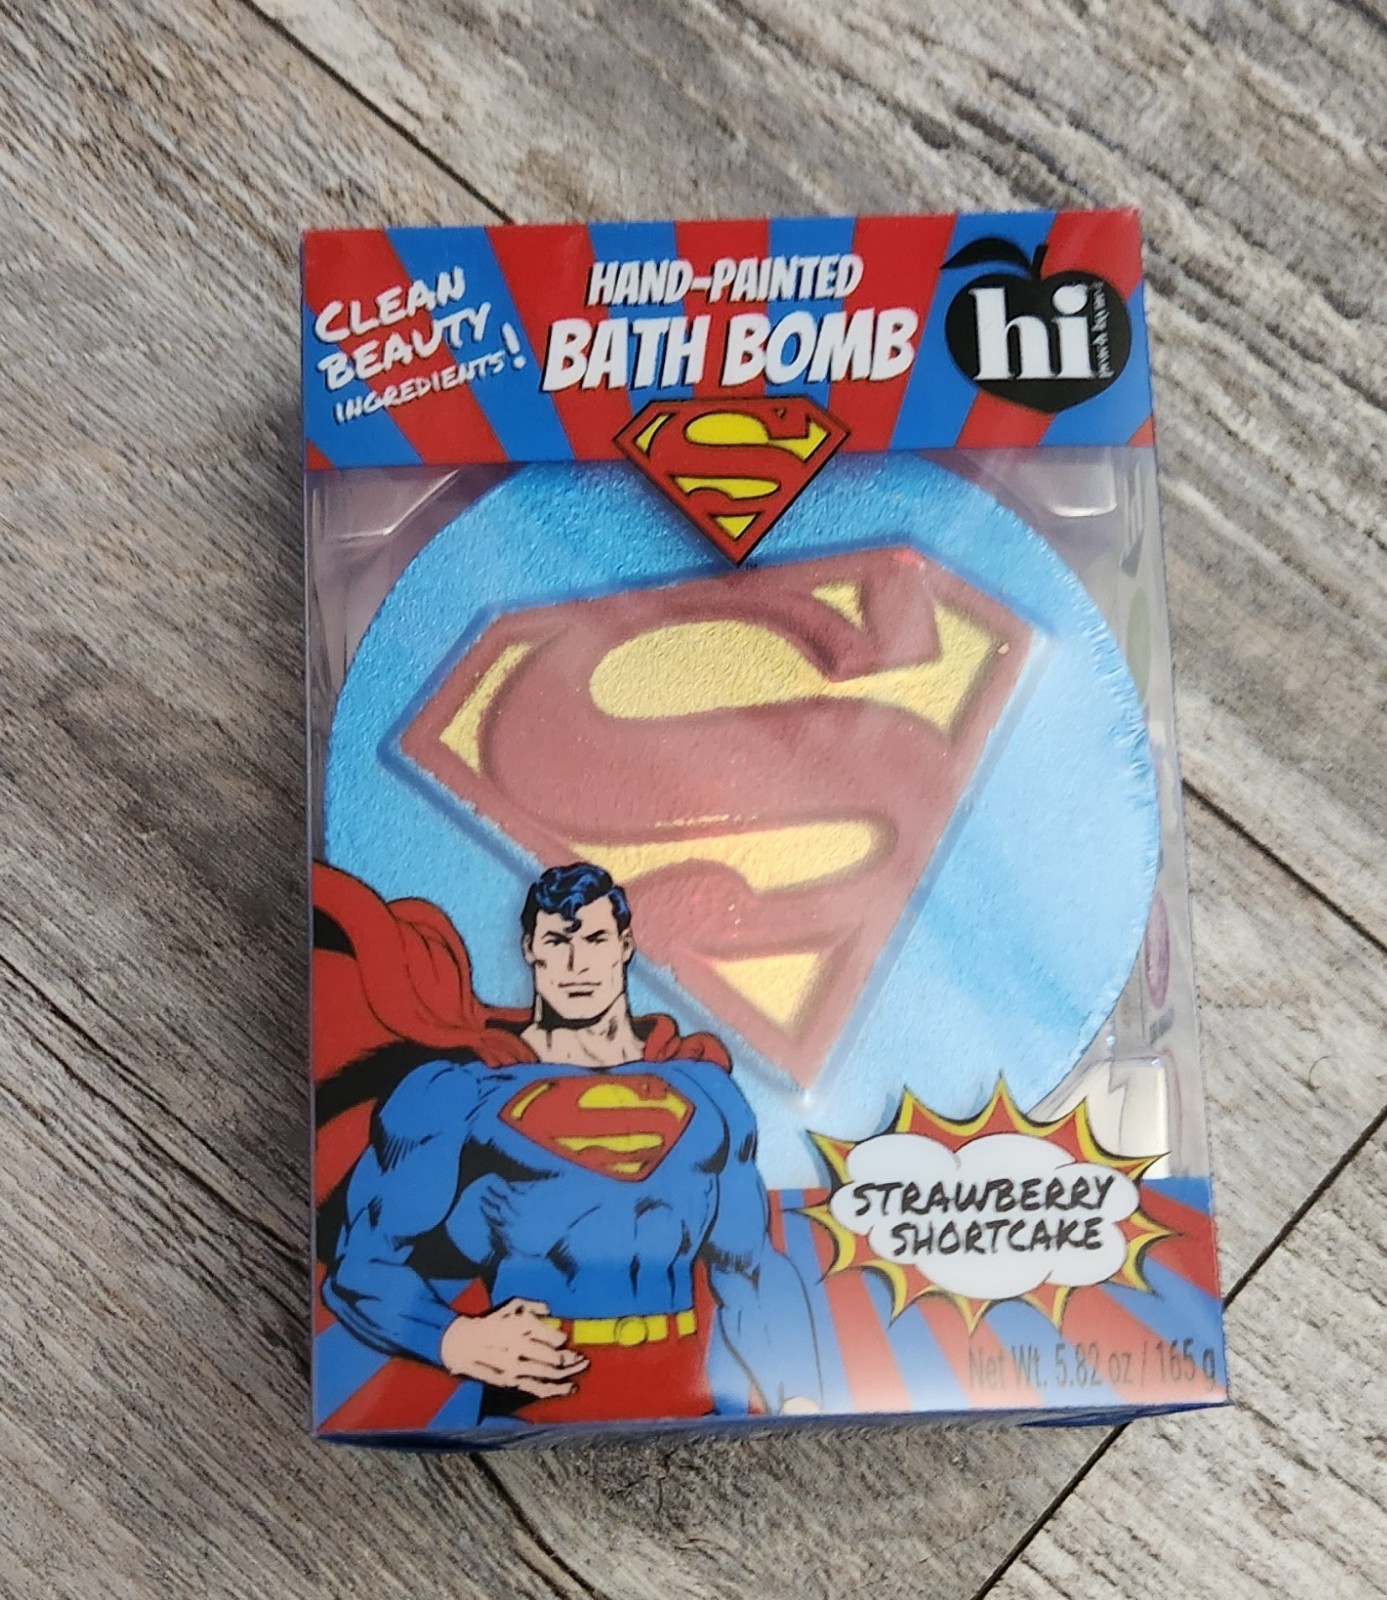 CLEAN
BEAUTY
INGREDIENTS!
HAND-PAINTED
BATH BOMB
hi
STRAWBERRY
SHORTCAKE
Net Wt. 5.82 oz / 165 g